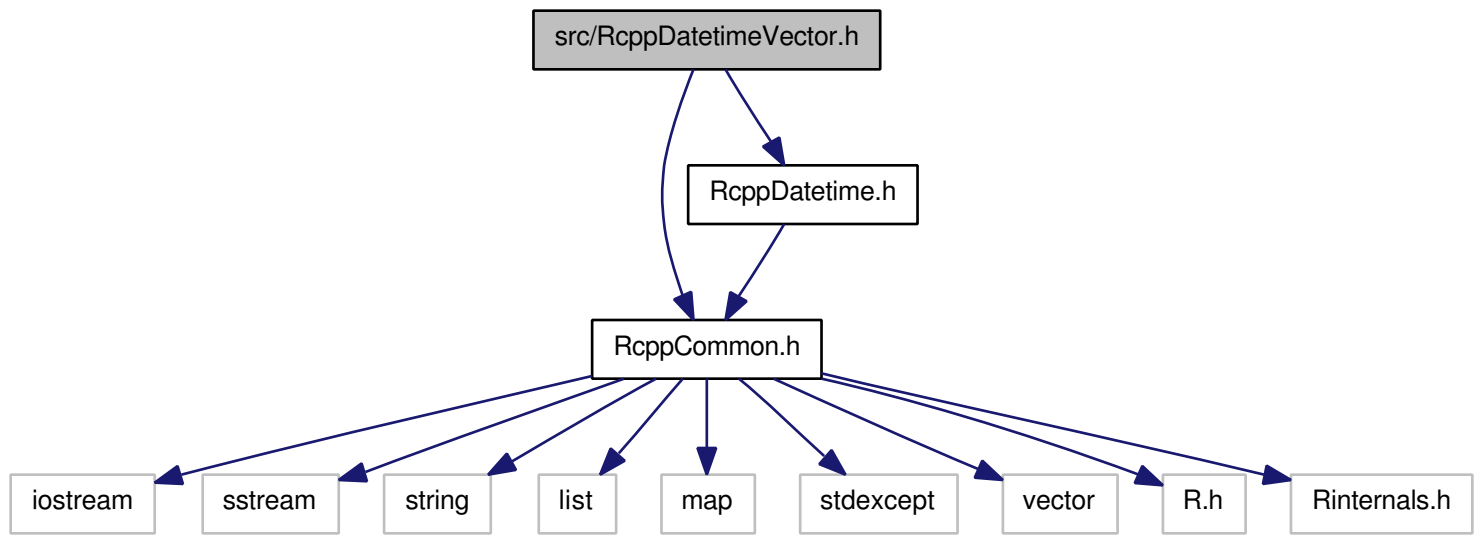 src/RcppDatetimeVector.h
RcppDatetime.h
RcppCommon.h
iostream
sstream
string
list
map
stdexcept
vector
R.h
Rinternals.h